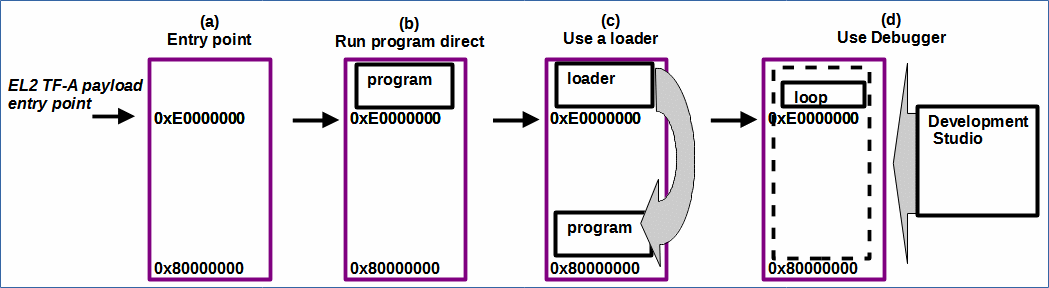 (a)
Entry point
EL2 TF-A payload
entry point
0xE0000000
0x80000000
(b)
Run program direct
program
0xE0000000
0x80000000
(c)
Use a loader
loader
0xE0000000
program
0x80000000
(d)
Use Debugger
loop
0xE0000000
0x80000000
Development
Studio